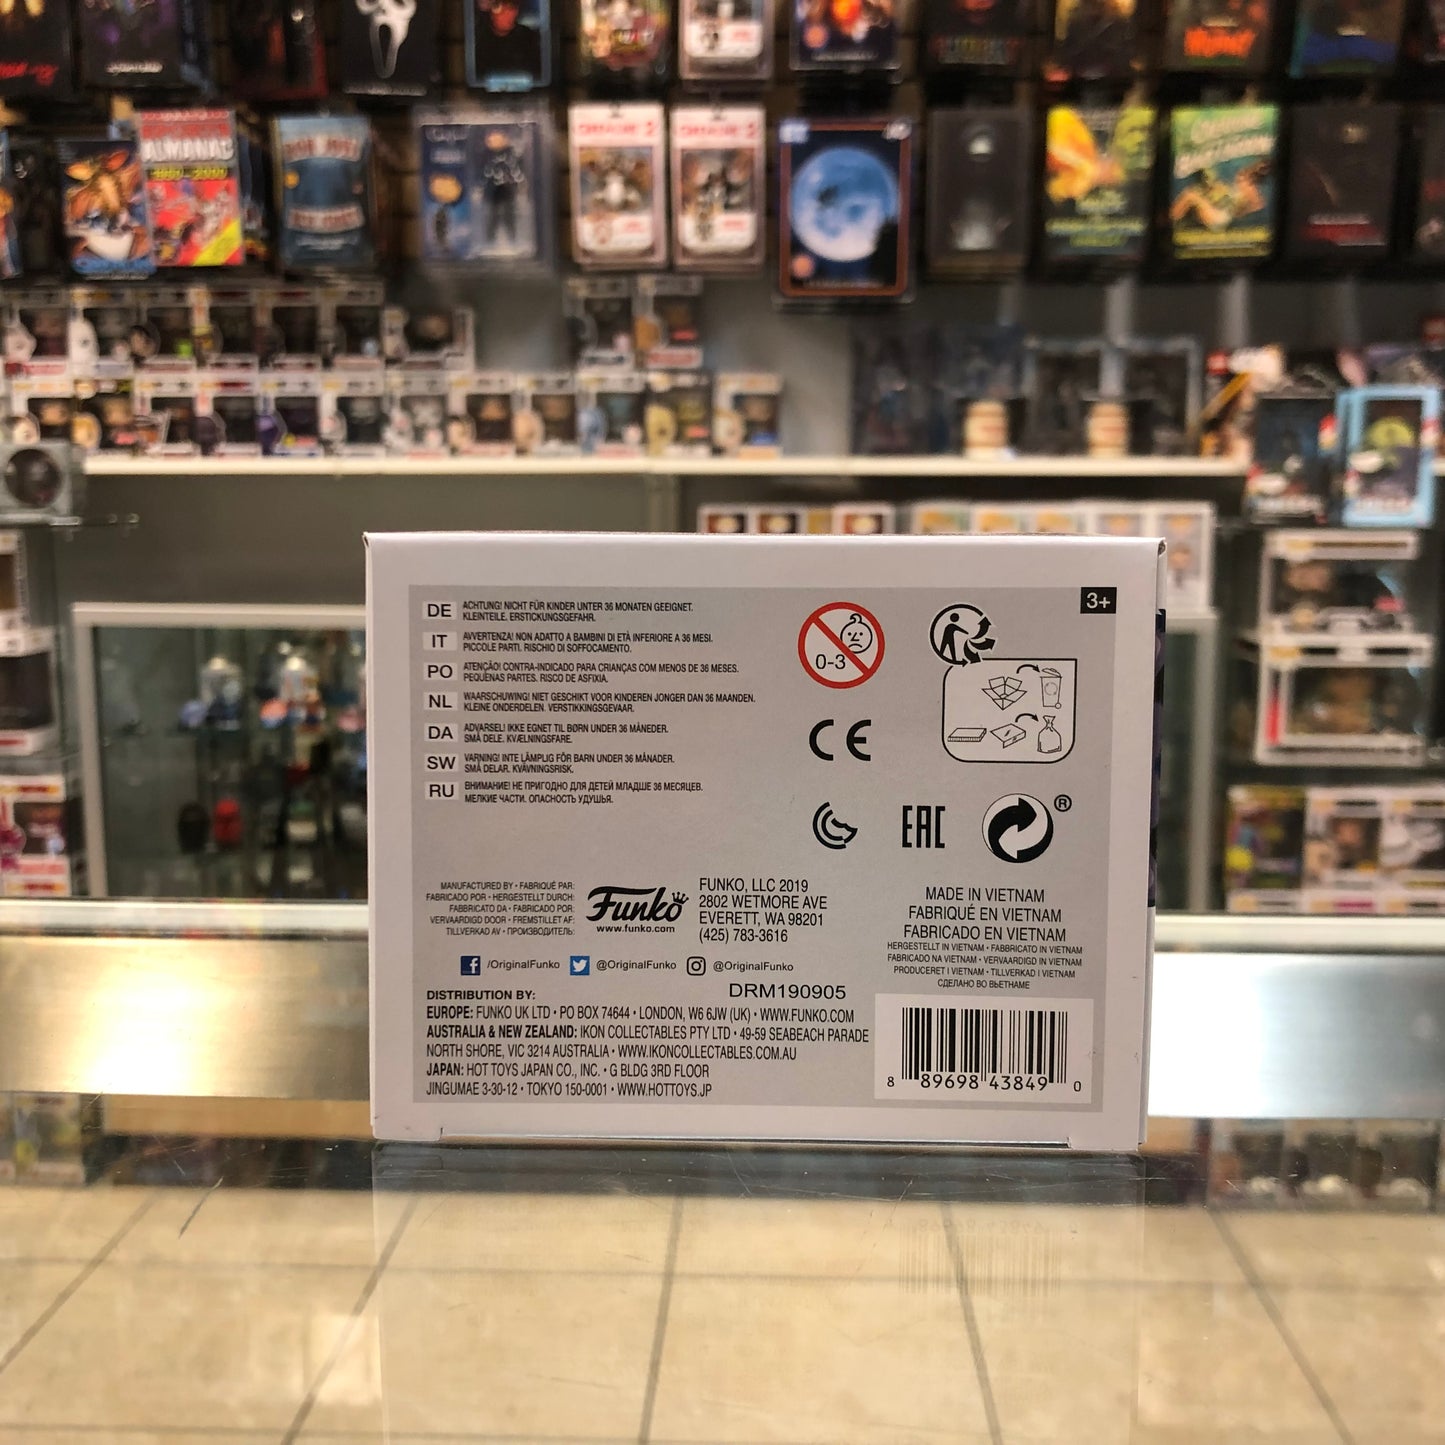 SPORTS
ALMANAC
1950-2000
3+
DE ACHTUNG! NICHT FÜR KINDER UNTER 36 MONATEN GEEIGNET.
KLEINTEILE. ERSTICKUNGSGEFAHR.
IT AVVERTENZA! NON ADATTO A BAMBINI DI ETÀ INFERIORE A 36 MESI.
PICCOLE PARTI. RISCHIO DI SOFFOCAMENTO.
PO ATENÇÃO! CONTRA-INDICADO PARA CRIANÇAS COM MENOS DE 36 MESES.
PEQUENAS PARTES. RISCO DE ASFIXIA.
NL WAARSCHUWING! NIET GESCHIKT VOOR KINDEREN JONGER DAN 36 MAANDEN.
KLEINE ONDERDELEN. VERSTIKKINGSGEVAAR.
DA ADVARSEL! IKKE EGNET TIL BØRN UNDER 36 MÅNEDER.
SMÅ DELE. KVÆLNINGSFARE.
SW VARNING! INTE LÄMPLIG FÖR BARN UNDER 36 MÅNADER.
SMÅ DELAR. KVÄVNINGSRISK.
RU ВНИМАНИЕ! НЕ ПРИГОДНО ДЛЯ ДЕТЕЙ МЛАДШЕ 36 МЕСЯЦЕВ.
МЕЛКИЕ ЧАСТИ. ОПАСНОСТЬ УДУШЬЯ.
0-3
CE
EAC
®
MANUFACTURED BY • FABRIQUÉ PAR:
FABRICADO POR • HERGESTELLT DURCH:
FABBRICATO DA • FABRICADO POR:
VERVAARDIGD DOOR • FREMSTILLET AF:
TILLVERKAD AV • ПРОИЗВОДИТЕЛЬ:
Funko
www.funko.com
FUNKO, LLC 2019
2802 WETMORE AVE
EVERETT, WA 98201
(425) 783-3616
/OriginalFunko @OriginalFunko @OriginalFunko
MADE IN VIETNAM
FABRIQUÉ EN VIETNAM
FABRICADO EN VIETNAM
HERGESTELLT IN VIETNAM • FABBRICATO IN VIETNAM
FABRICADO NA VIETNAM • VERVAARDIGD IN VIETNAM
PRODUCERET I VIETNAM • TILLVERKAD I VIETNAM
СДЕЛАНО ВО ВЬЕТНАМЕ
DRM190905
DISTRIBUTION BY:
EUROPE: FUNKO UK LTD • PO BOX 74644 • LONDON, W6 6JW (UK) • WWW.FUNKO.COM
AUSTRALIA & NEW ZEALAND: IKON COLLECTABLES PTY LTD • 49-59 SEABEACH PARADE
NORTH SHORE, VIC 3214 AUSTRALIA • WWW.IKONCOLLECTABLES.COM.AU
JAPAN: HOT TOYS JAPAN CO., INC. • G BLDG 3RD FLOOR
JINGUMAE 3-30-12 • TOKYO 150-0001 • WWW.HOTTOYS.JP
8 89698 43849 0